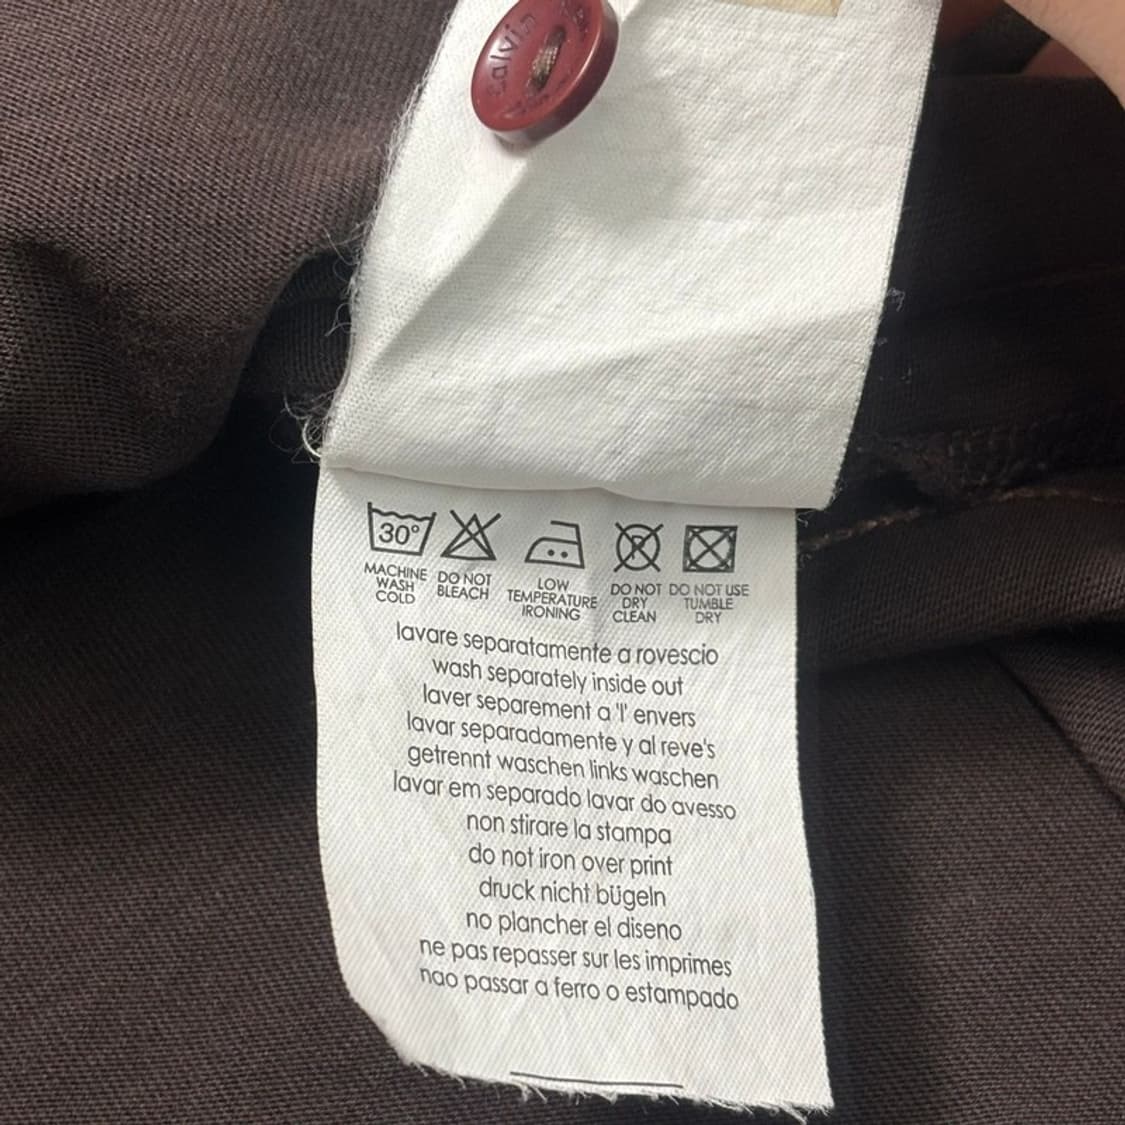 Calvin
30°
MACHINE WASH COLD
DO NOT BLEACH
LOW TEMPERATURE IRONING
R
DO NOT DRY CLEAN
DO NOT USE TUMBLE DRY
lavare separatamente a rovescio
wash separately inside out
laver separement a 'l' envers
lavar separadamente y al reve's
getrennt waschen links waschen
lavar em separado lavar do avesso
non stirare la stampa
do not iron over print
druck nicht bügeln
no plancher el diseno
ne pas repasser sur les imprimes
nao passar a ferro o estampado